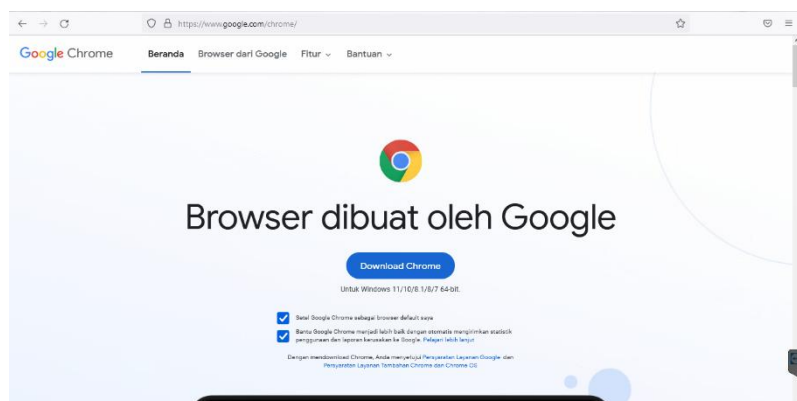 https://www.google.com/chrome/
Google Chrome
Beranda Browser dari Google Fitur Bantuan
Browser dibuat oleh Google
Download Chrome
Untuk Windows 11/10/8.1/8/7 64-bit.
Setel Google Chrome sebagai browser default saya
Bantu Google Chrome menjadi lebih baik dengan otomatis mengirimkan statistik
penggunaan dan laporan kerusakan ke Google. Pelajari lebih lanjut
Dengan mendownload Chrome, Anda menyetujui Persyaratan Layanan Google dan
Persyaratan Layanan Tambahan Chrome dan Chrome OS